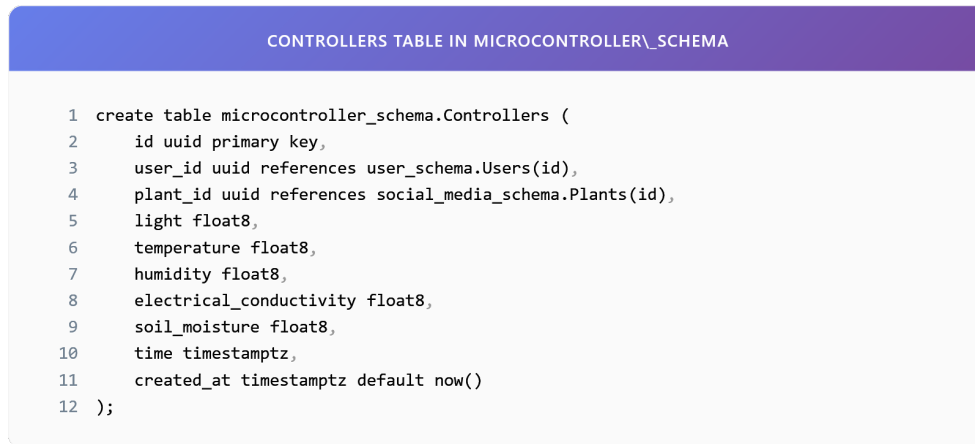 CONTROLLERS TABLE IN MICROCONTROLLER\_SCHEMA
1 create table microcontroller_schema.Controllers (
2 id uuid primary key,
3 user_id uuid references user_schema.Users(id),
4 plant_id uuid references social_media_schema.Plants(id),
5 light float8,
6 temperature float8,
7 humidity float8,
8 electrical_conductivity float8,
9 soil_moisture float8,
10 time timestamptz,
11 created_at timestamptz default now()
12 );